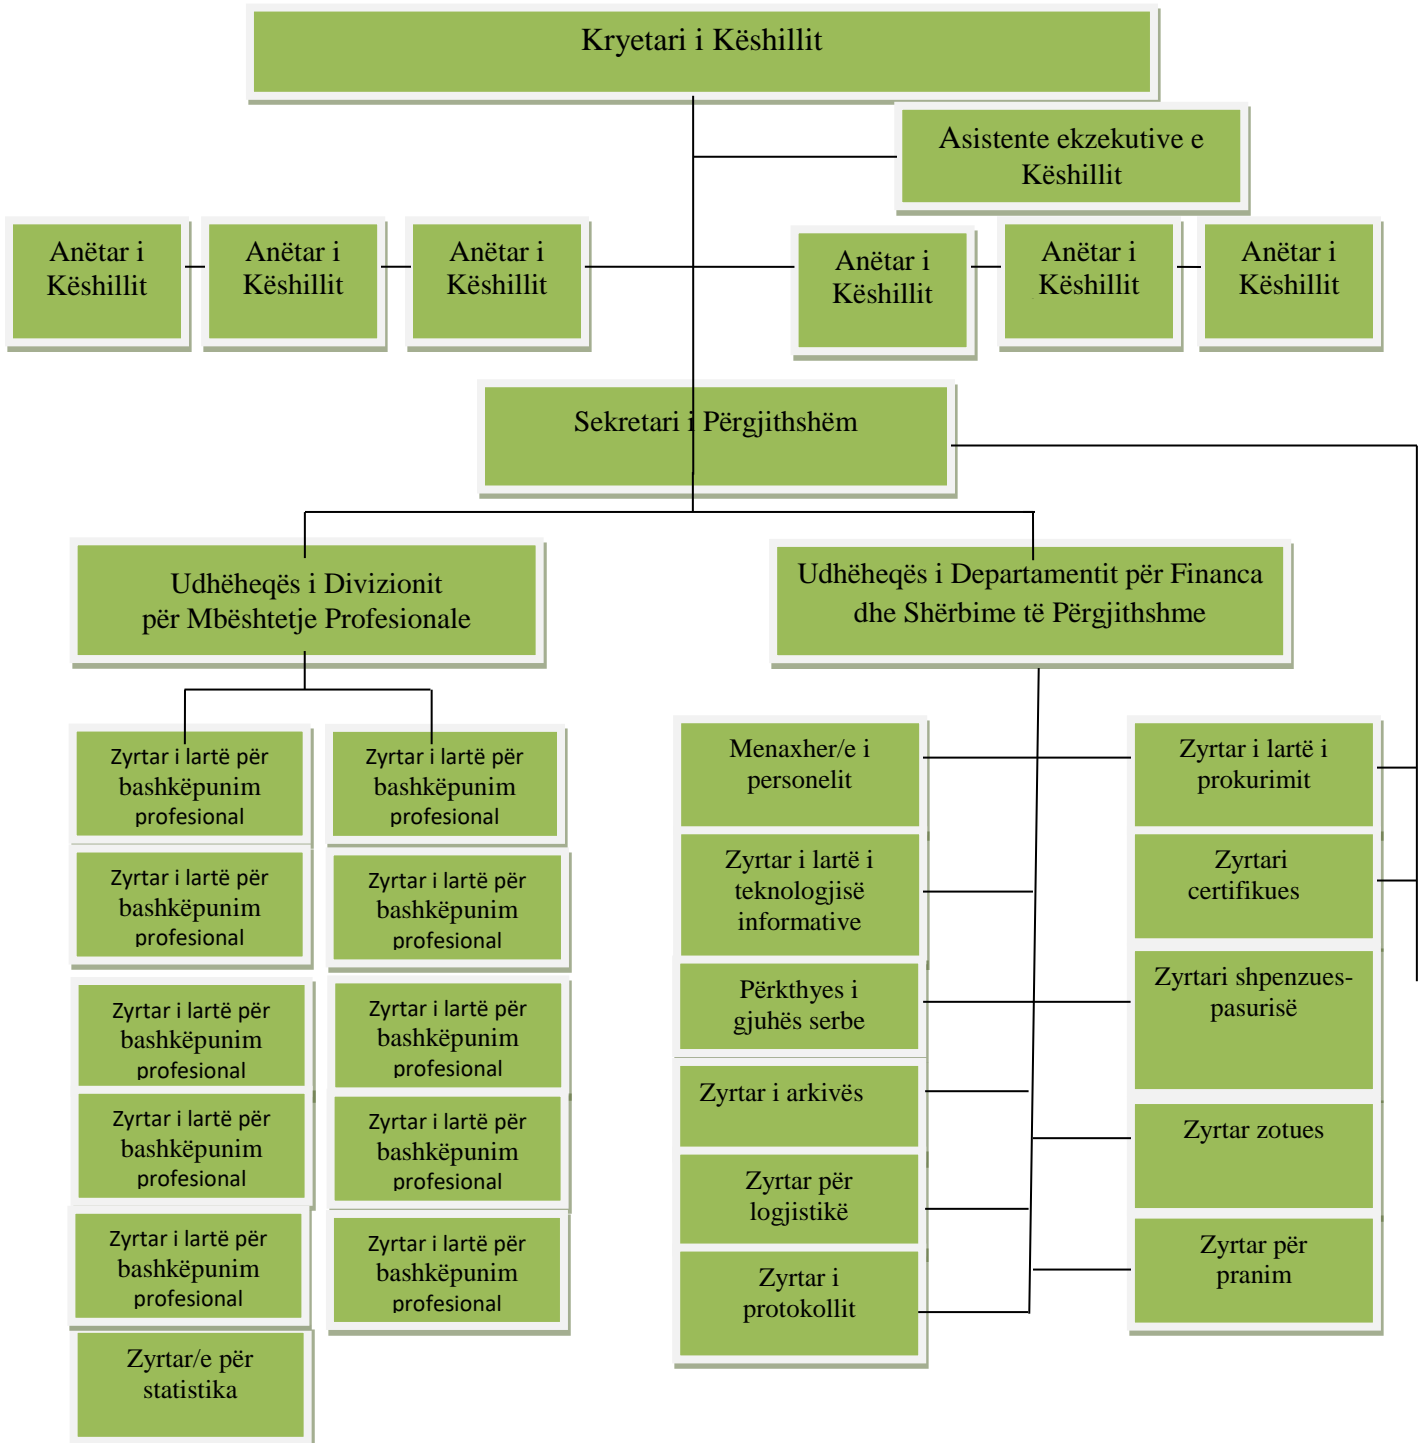 Kryetari i Këshillit
Asistente ekzekutive e
Këshillit
Anëtar i
Këshillit
Anëtar i
Këshillit
Anëtar i
Këshillit
Anëtar i
Këshillit
Anëtar i
Këshillit
Anëtar i
Këshillit
Sekretari i Përgjithshëm
Udhëheqës i Divizionit
për Mbështetje Profesionale
Udhëheqës i Departamentit për Financa
dhe Shërbime të Përgjithshme
Zyrtar i lartë për
bashkëpunim
profesional
Zyrtar i lartë për
bashkëpunim
profesional
Zyrtar i lartë për
bashkëpunim
profesional
Zyrtar i lartë për
bashkëpunim
profesional
Zyrtar i lartë për
bashkëpunim
profesional
Zyrtar i lartë për
bashkëpunim
profesional
Zyrtar i lartë për
bashkëpunim
profesional
Zyrtar i lartë për
bashkëpunim
profesional
Zyrtar i lartë për
bashkëpunim
profesional
Zyrtar i lartë për
bashkëpunim
profesional
Zyrtar/e për
statistika
Menaxher/e i
personelit
Zyrtar i lartë i
teknologjisë
informative
Përkthyes i
gjuhës serbe
Zyrtar i arkivës
Zyrtar për
logjistikë
Zyrtar i
protokollit
Zyrtar i lartë i
prokurimit
Zyrtari
certifikues
Zyrtari shpenzues-
pasurisë
Zyrtar zotues
Zyrtar për
pranim